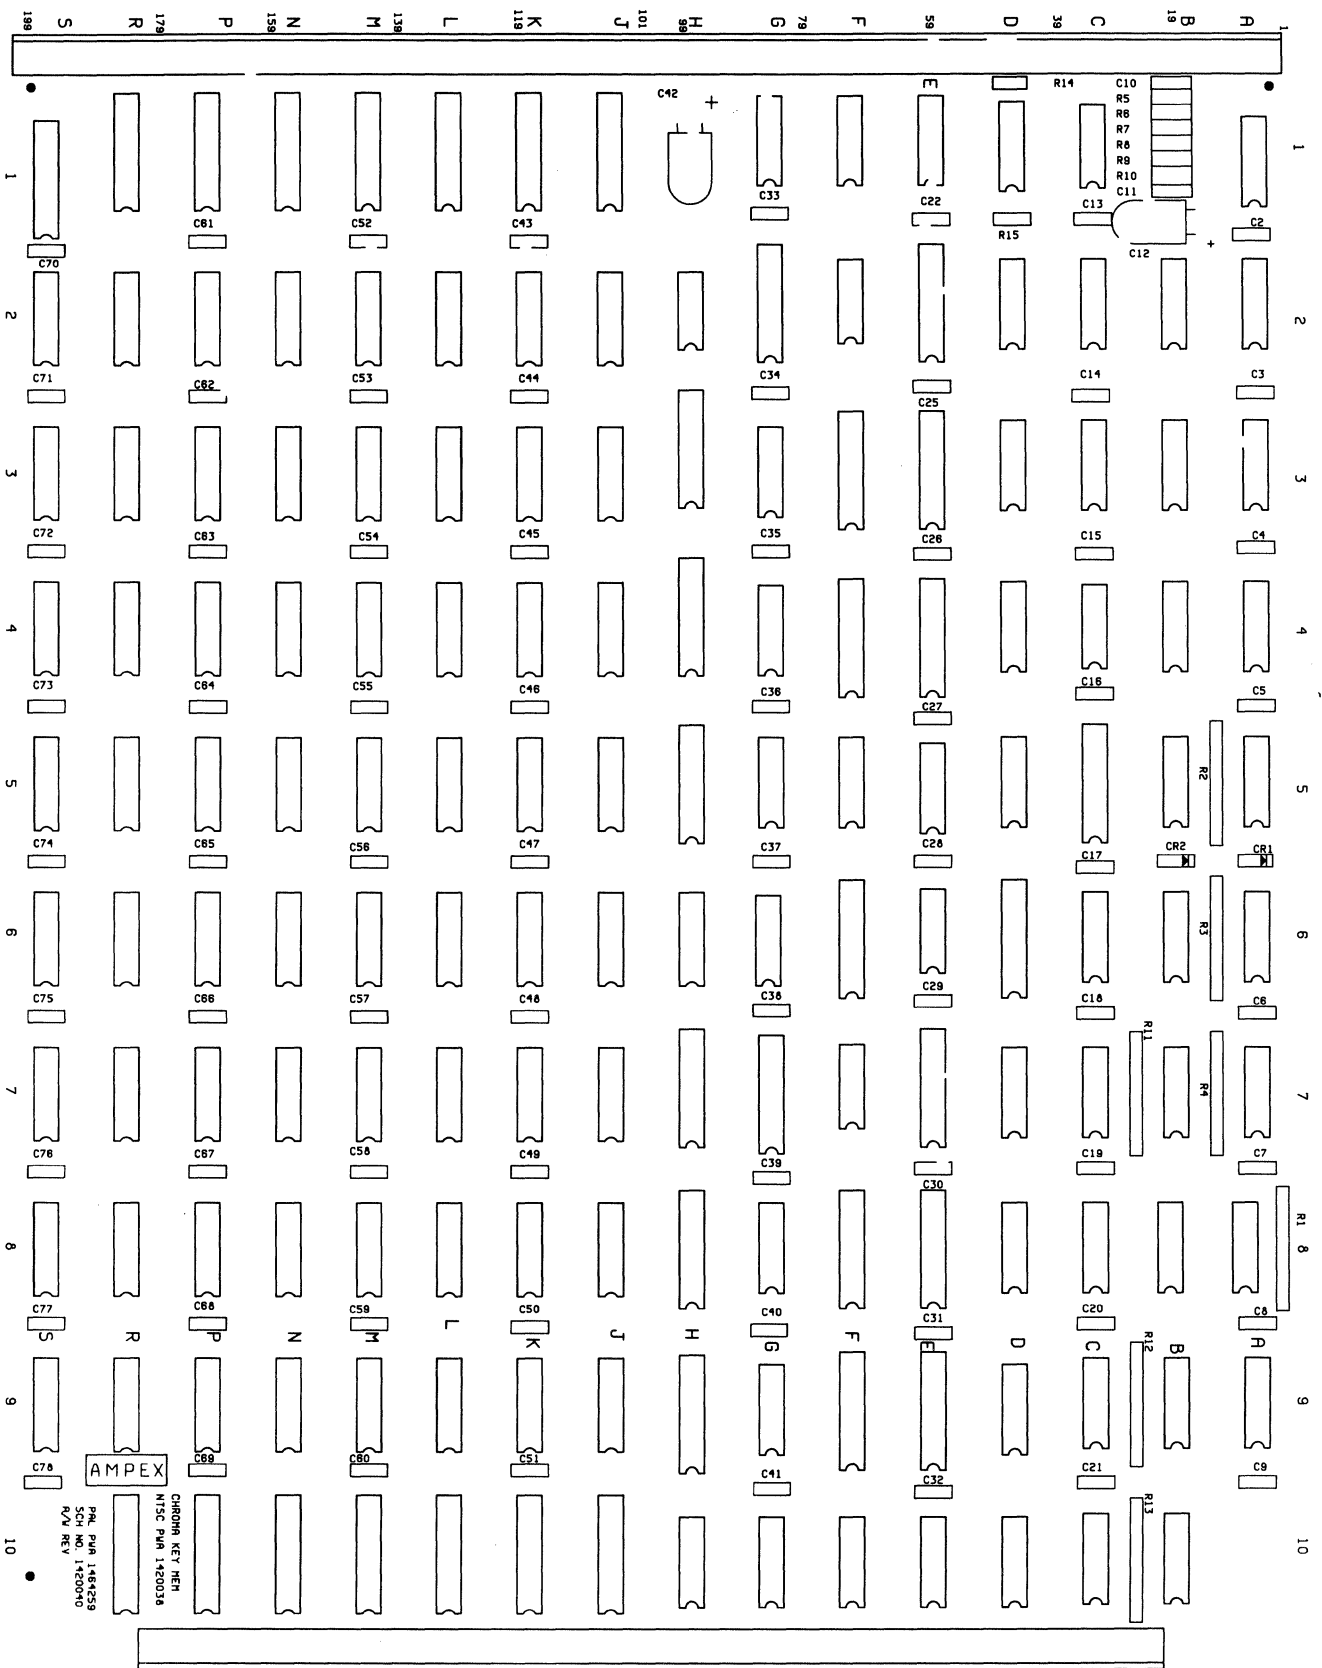 S R P N M L K J H G F E D C B A
199 179 159 139 119 101 99 79 59 39 19 1
C42 + R14 C10
R5
R6
R7
R8
R9
R10
C11
1 1
C61 C52 C43 C33 C22 R15 C13 C2
C70 C12 +
2 2
C71 C62 C53 C44 C34 C25 C14 C3
3 3
C72 C63 C54 C45 C35 C26 C15 C4
4 4
C73 C64 C55 C46 C36 C27 C16 C5
5 R2 5
C74 C65 C56 C47 C37 C28 C17 CR2 CR1
6 R3 6
C75 C66 C57 C48 C38 C29 C18 C6
7 R11 R4 7
C76 C67 C58 C49 C39 C30 C19 C7
8 R1 8
C77 C68 C59 C50 C40 C31 C20 C8
S R P N M L K J H G F E D C R12 B A
9 9
C78 AMPEX C69 C60 C51 C41 C32 C21 C9
R13
10 10
CHROMA KEY MEM
NTSC PWA 1420038
PAL PWA 1464259
SCH NO. 1420040
A/W REV